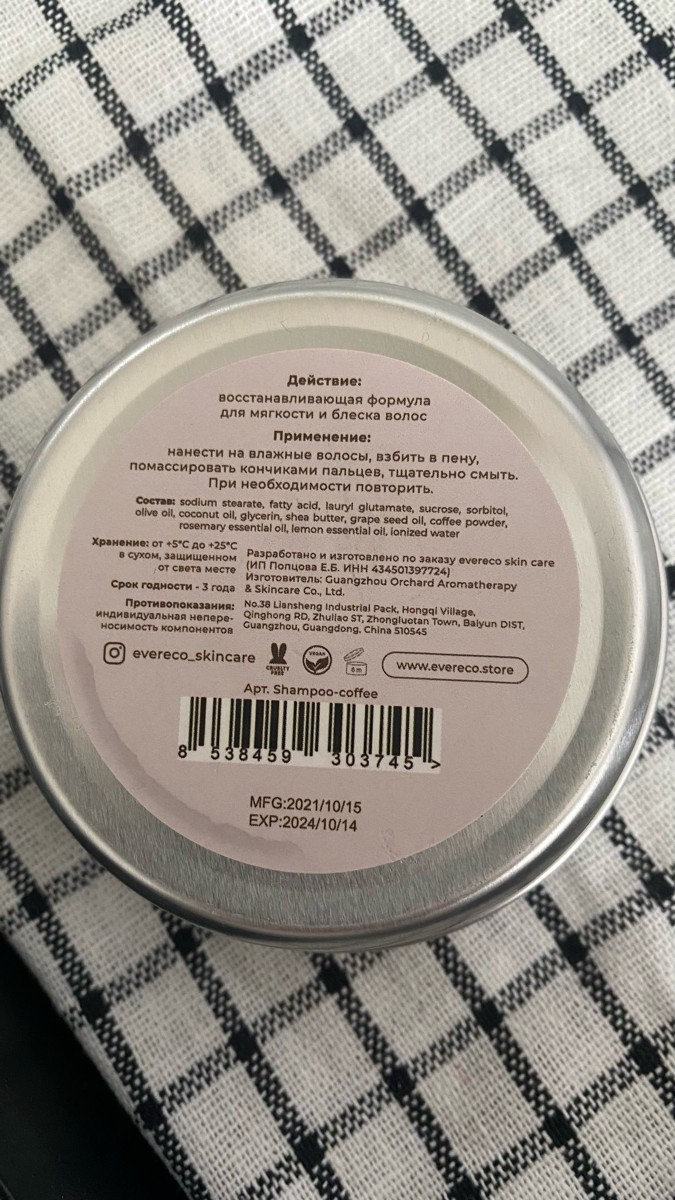 Действие:
восстанавливающая формула
для мягкости и блеска волос
Применение:
нанести на влажные волосы, взбить в пену,
помассировать кончиками пальцев, тщательно смыть.
При необходимости повторить.
Состав: sodium stearate, fatty acid, lauryl glutamate, sucrose, sorbitol,
olive oil, coconut oil, glycerin, shea butter, grape seed oil, coffee powder,
rosemary essential oil, lemon essential oil, ionized water
Хранение: от +5°C до +25°C
в сухом, защищенном
от света месте
Срок годности - 3 года
Противопоказания:
индивидуальная непере-
носимость компонентов
Разработано и изготовлено по заказу evereco skin care
(ИП Попцова Е.Б. ИНН 434501397724)
Изготовитель: Guangzhou Orchard Aromatherapy
& Skincare Co., Ltd.
No.38 Liansheng Industrial Pack, Hongqi Village,
Qinghong RD, Zhuliao ST, Zhongluotan Town, Baiyun DIST,
Guangzhou, Guangdong, China 510545
evereco_skincare
CRUELTY
FREE
VEGAN
6 m
www.evereco.store
Арт. Shampoo-coffee
8 538459 303745 >
MFG:2021/10/15
EXP:2024/10/14